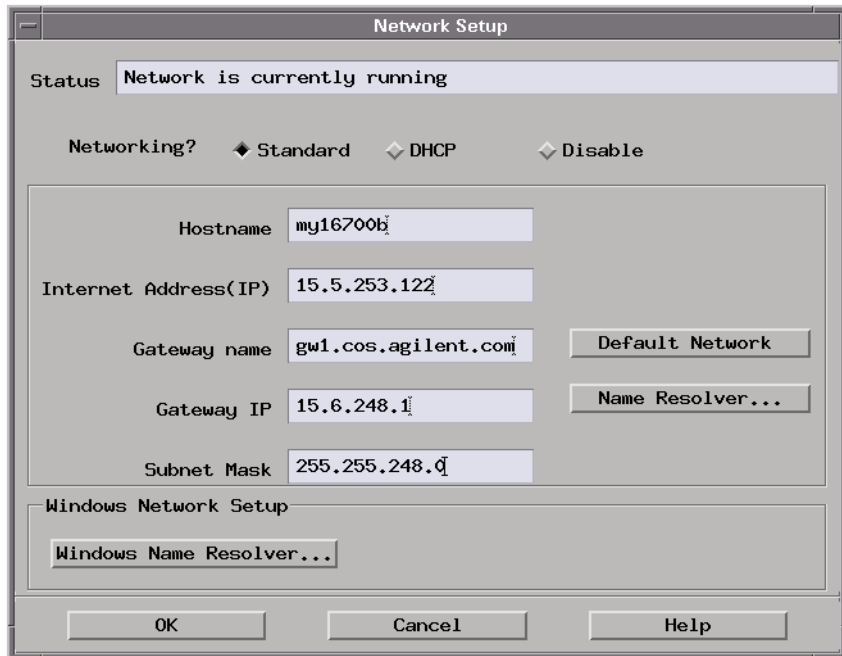 Network Setup
Status Network is currently running
Networking? Standard DHCP Disable
Hostname my16700b
Internet Address(IP) 15.5.253.122
Gateway name gw1.cos.agilent.com Default Network
Gateway IP 15.6.248.1 Name Resolver...
Subnet Mask 255.255.248.0
Windows Network Setup
Windows Name Resolver...
OK Cancel Help